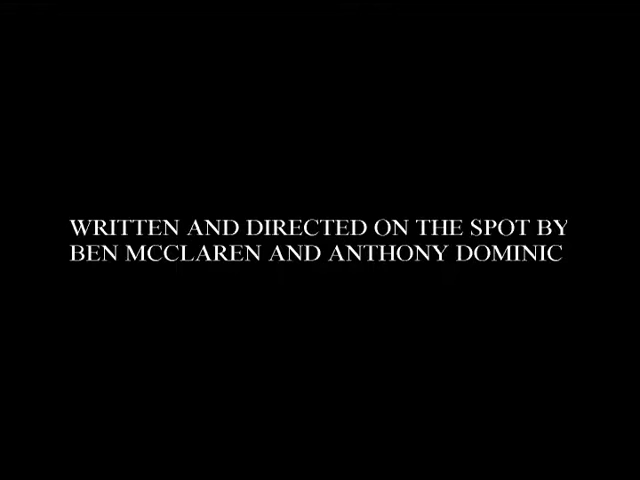 WRITTEN AND DIRECTED ON THE SPOT BY
BEN MCCLAREN AND ANTHONY DOMINIC